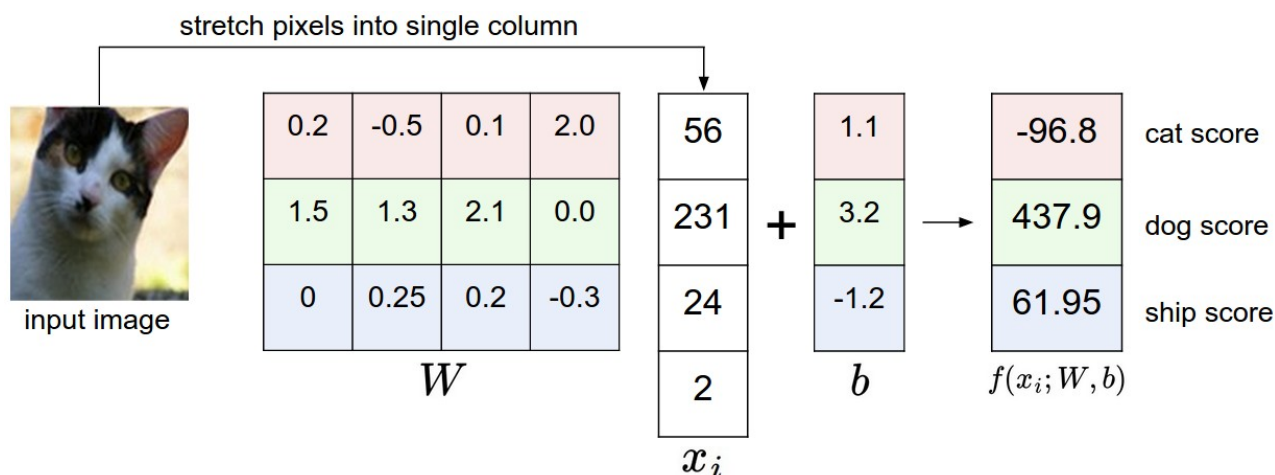 stretch pixels into single column
0.2 -0.5 0.1 2.0 56 1.1 -96.8 cat score
1.5 1.3 2.1 0.0 231 + 3.2 437.9 dog score
0 0.25 0.2 -0.3 24 -1.2 61.95 ship score
input image
W 2 b f(x_i; W, b)
x_i